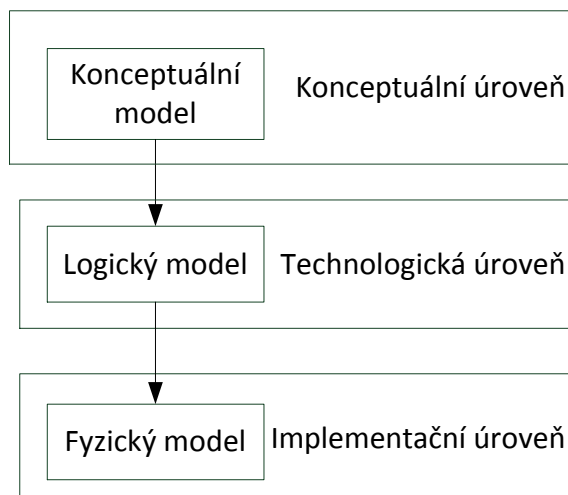 Konceptuální
model
Konceptuální úroveň
Logický model
Technologická úroveň
Fyzický model
Implementační úroveň